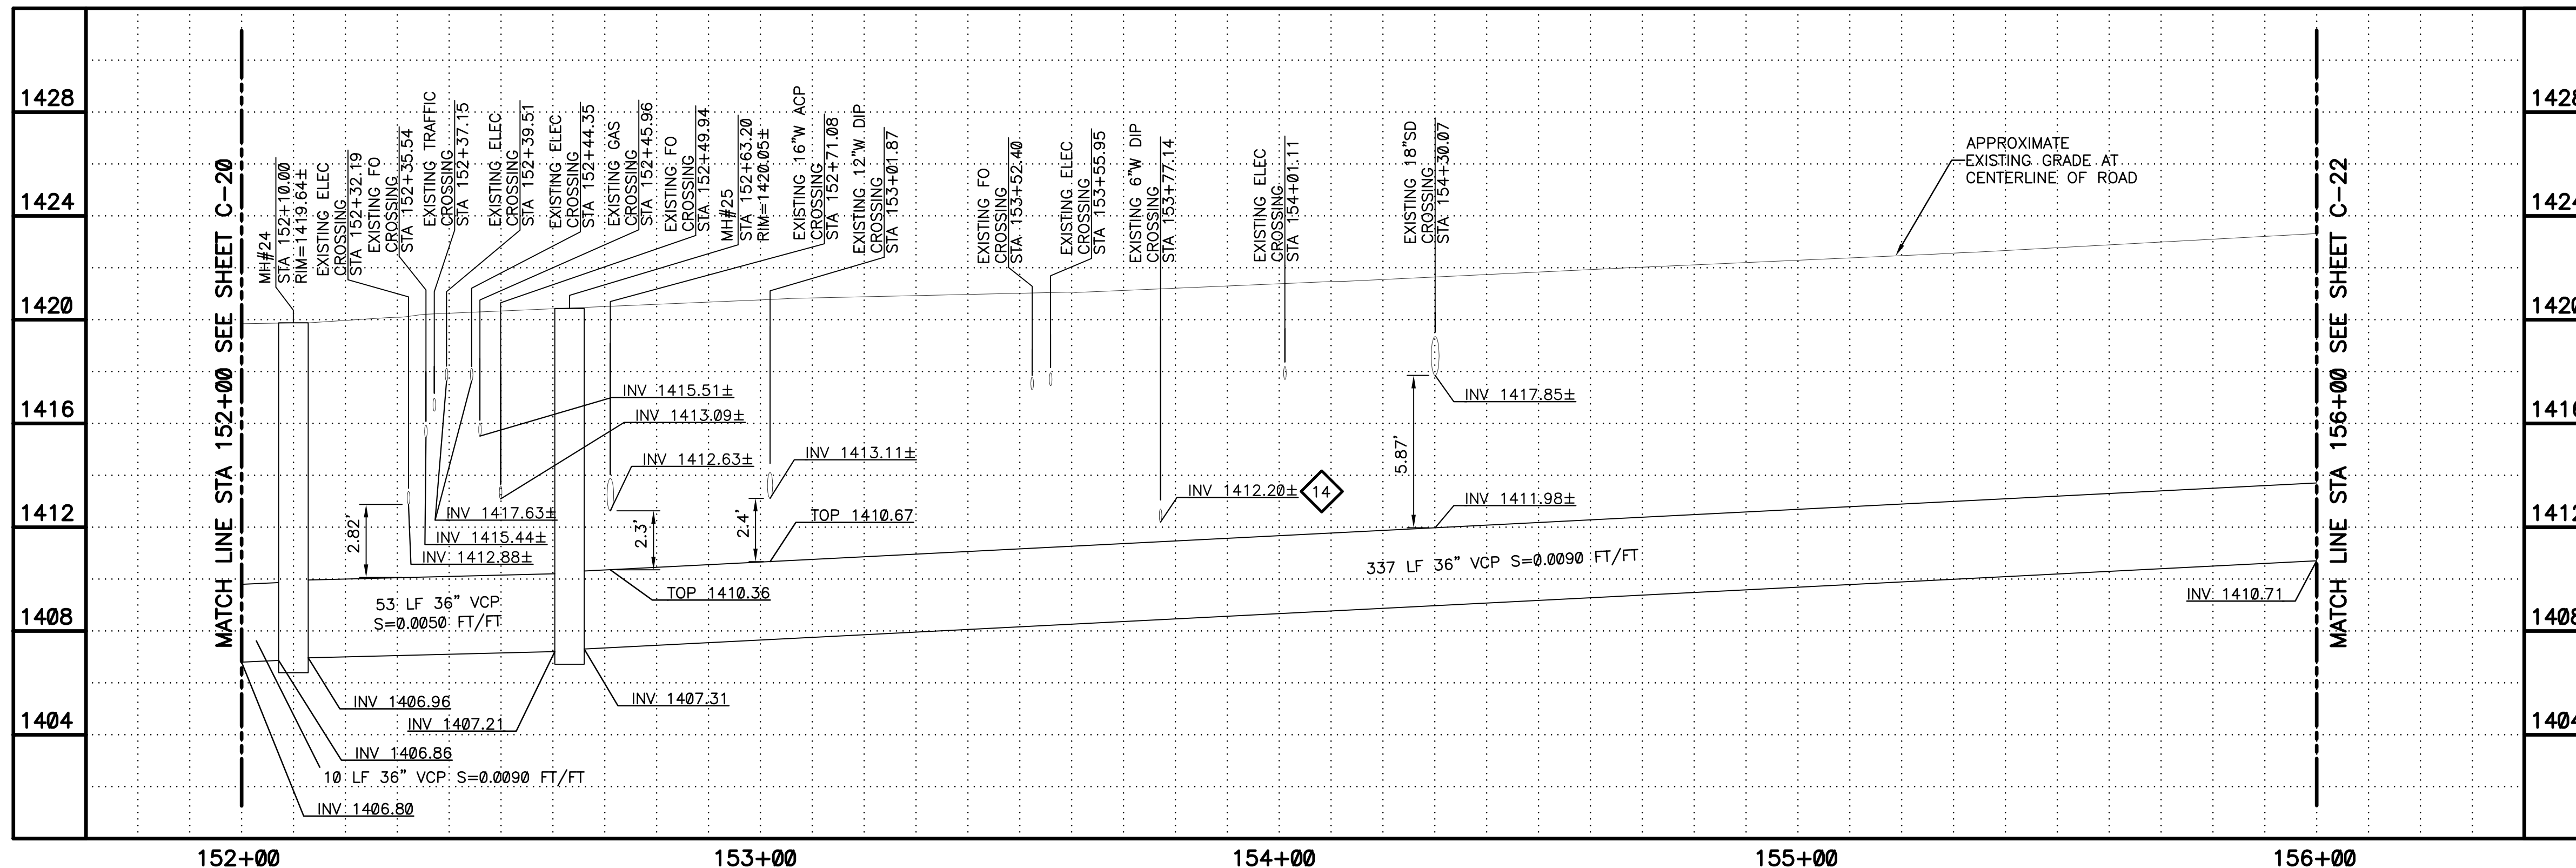 1428
1424
1420
1416
1412
1408
1404
MATCH LINE STA 152+00 SEE SHEET C-20
MH#24
STA 152+10.00
RIM=1419.64±
EXISTING ELEC
CROSSING
STA 152+32.19
EXISTING FO
CROSSING
STA 152+35.54
EXISTING TRAFFIC
CROSSING
STA 152+37.15
EXISTING ELEC
CROSSING
STA 152+39.51
EXISTING ELEC
CROSSING
STA 152+44.35
EXISTING GAS
CROSSING
STA 152+45.96
EXISTING FO
CROSSING
STA 152+49.94
MH#25
STA 152+63.20
RIM=1420.05±
EXISTING 16"W ACP
CROSSING
STA 152+71.08
EXISTING 12"W DIP
CROSSING
STA 153+01.87
EXISTING FO
CROSSING
STA 153+52.40
EXISTING ELEC
CROSSING
STA 153+55.95
EXISTING 6"W DIP
CROSSING
STA 153+77.14
EXISTING ELEC
CROSSING
STA 154+01.11
EXISTING 18"SD
CROSSING
STA 154+30.07
APPROXIMATE
EXISTING GRADE AT
CENTERLINE OF ROAD
INV 1415.51±
INV 1413.09±
INV 1412.63±
INV 1413.11±
INV 1412.20±
14
INV 1417.85±
5.87'
INV 1411.98±
2.82'
INV 1417.63±
INV 1415.44±
INV 1412.88±
2.3'
2.4'
TOP 1410.67
TOP 1410.36
337 LF 36" VCP S=0.0090 FT/FT
53 LF 36" VCP
S=0.0050 FT/FT
INV 1410.71
INV 1406.96
INV 1407.21
INV 1407.31
INV 1406.86
10 LF 36" VCP S=0.0090 FT/FT
INV 1406.80
MATCH LINE STA 156+00 SEE SHEET C-22
1428
1424
1420
1416
1412
1408
1404
152+00
153+00
154+00
155+00
156+00